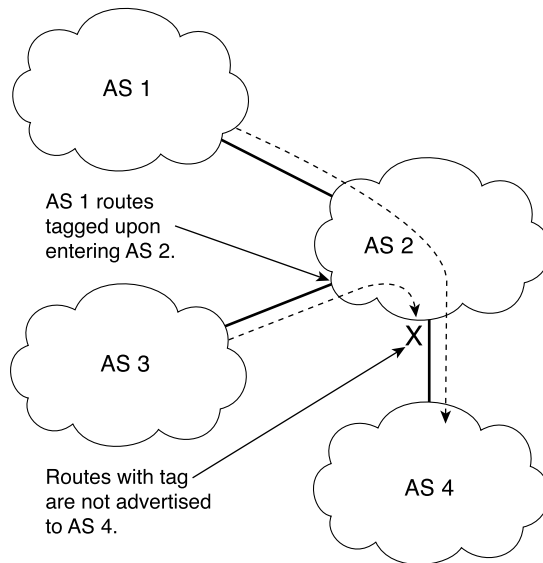 AS 1
AS 1 routes
tagged upon
entering AS 2.
AS 2
AS 3
X
Routes with tag
are not advertised
to AS 4.
AS 4